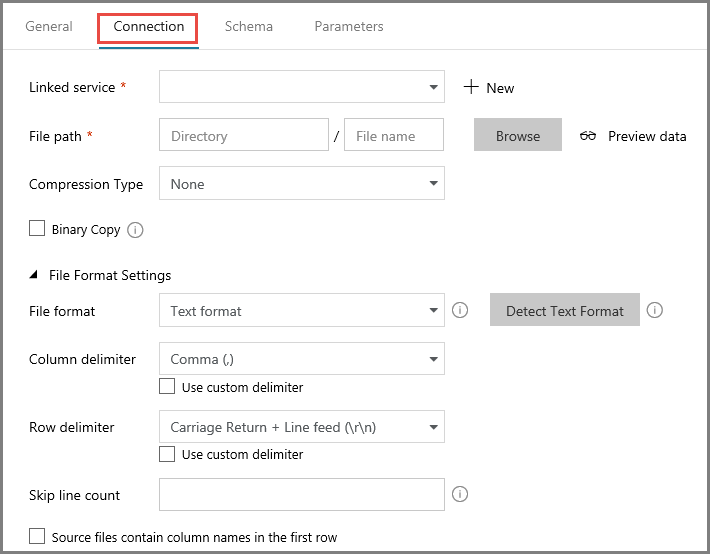 General Connection Schema Parameters
Linked service * New
File path * Directory / File name Browse Preview data
Compression Type None
Binary Copy i
File Format Settings
File format Text format i Detect Text Format i
Column delimiter Comma (,)
Use custom delimiter
Row delimiter Carriage Return + Line feed (\r\n)
Use custom delimiter
Skip line count i
Source files contain column names in the first row